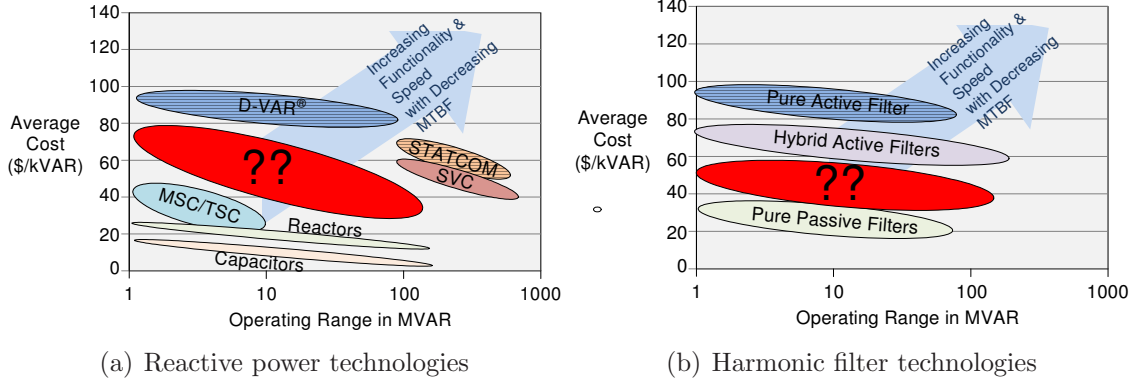 140
120
100
80
60
40
20
0
Average
Cost
($/kVAR)
Increasing
Functionality &
Speed
with Decreasing
MTBF
D-VAR®
??
STATCOM
SVC
MSC/TSC
Reactors
Capacitors
1
10
100
1000
Operating Range in MVAR
(a) Reactive power technologies
140
120
100
80
60
40
20
0
Average
Cost
($/kVAR)
Increasing
Functionality &
Speed
with Decreasing
MTBF
Pure Active Filter
Hybrid Active Filters
??
Pure Passive Filters
1
10
100
1000
Operating Range in MVAR
(b) Harmonic filter technologies